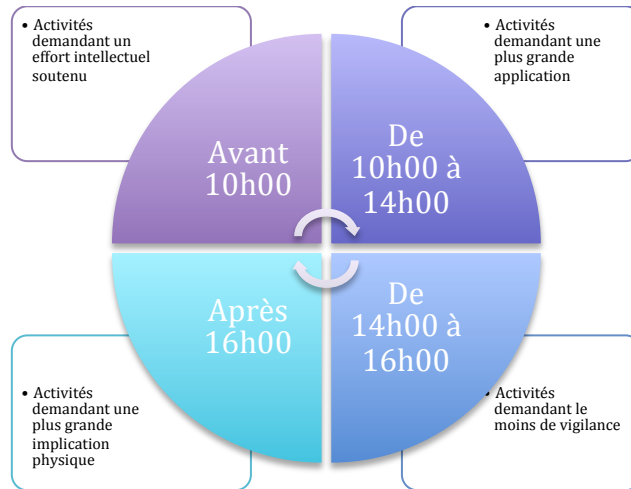 • Activités
demandant un
effort intellectuel
soutenu
• Activités
demandant une
plus grande
application
Avant
10h00
De
10h00 à
14h00
Après
16h00
De
14h00 à
16h00
• Activités
demandant une
plus grande
implication
physique
• Activités
demandant le
moins de vigilance